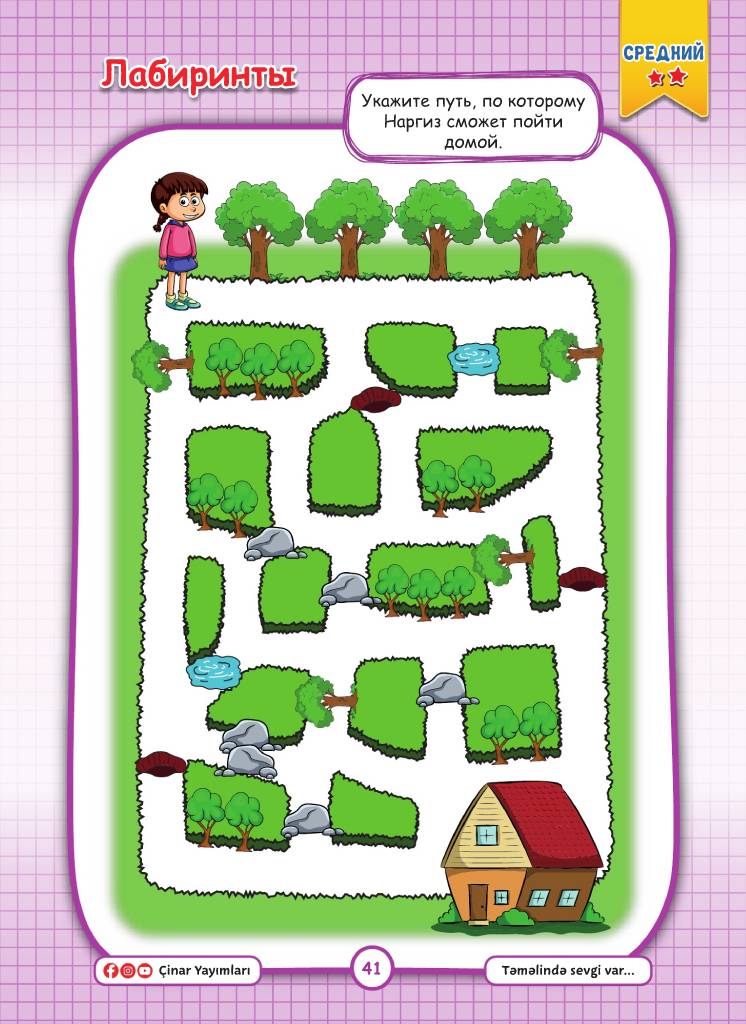 СРЕДНИЙ
Лабиринты
Укажите путь, по которому
Наргиз сможет пойти
домой.
Çinar Yayımları
41
Təməlində sevgi var...